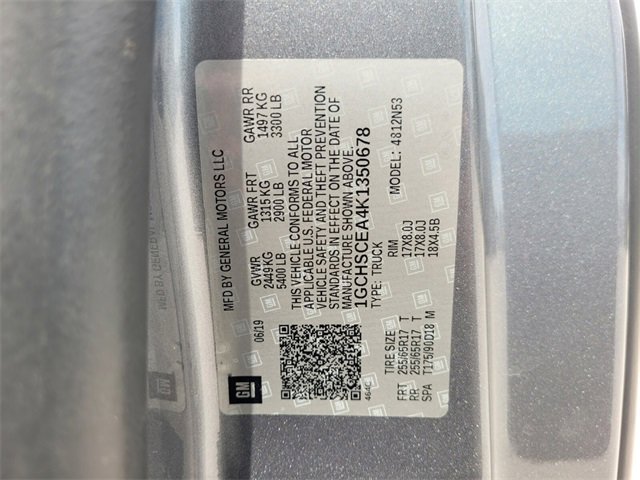 GM
MFD BY GENERAL MOTORS LLC
06/19 GVWR GAWR FRT GAWR RR
2449 KG 1315 KG 1497 KG
5400 LB 2900 LB 3300 LB
THIS VEHICLE CONFORMS TO ALL
APPLICABLE U.S. FEDERAL MOTOR
VEHICLE SAFETY AND THEFT PREVENTION
STANDARDS IN EFFECT ON THE DATE OF
MANUFACTURE SHOWN ABOVE.
1GCHSCEA4K1350678
464C TYPE: TRUCK MODEL: 4812N53
TIRE SIZE RIM
FRT 255/65R17 T 17X8.0J
RR 255/65R17 T 17X8.0J
SPA T175/90D18 M 18X4.5B